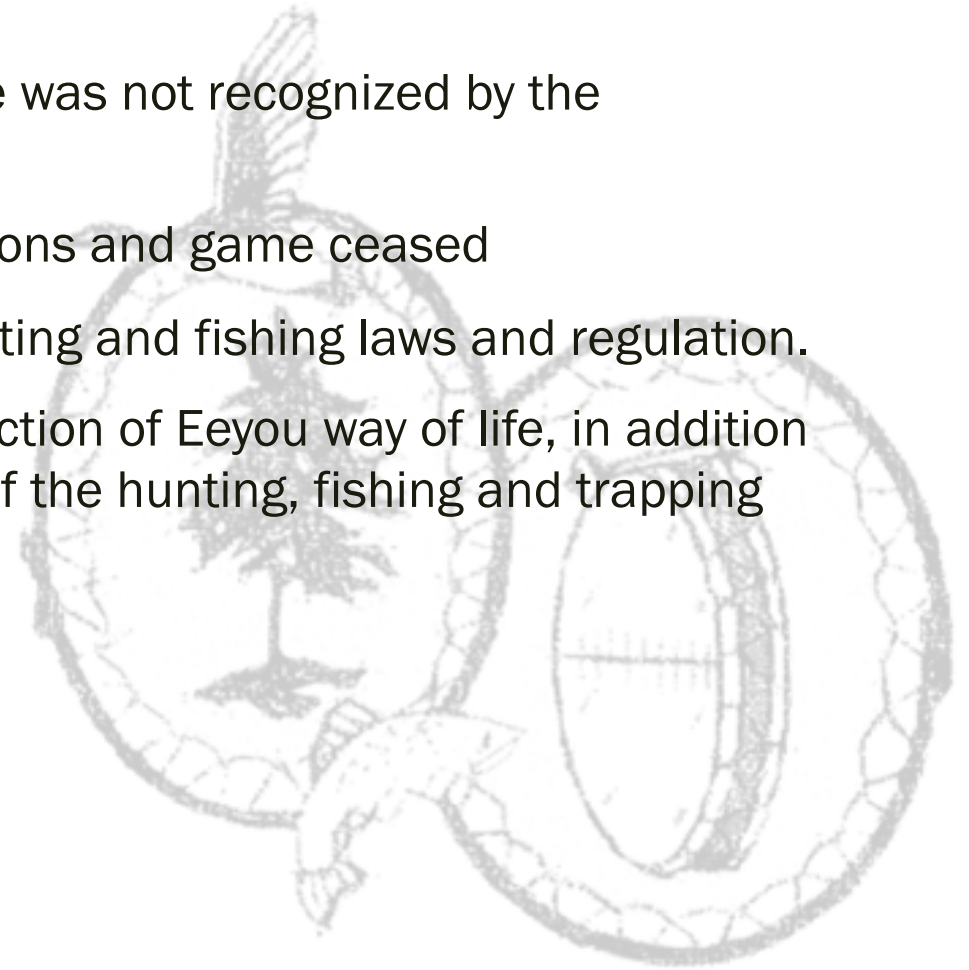 was not recognized by the
ons and game ceased
ting and fishing laws and regulation.
ction of Eeyou way of life, in addition
f the hunting, fishing and trapping